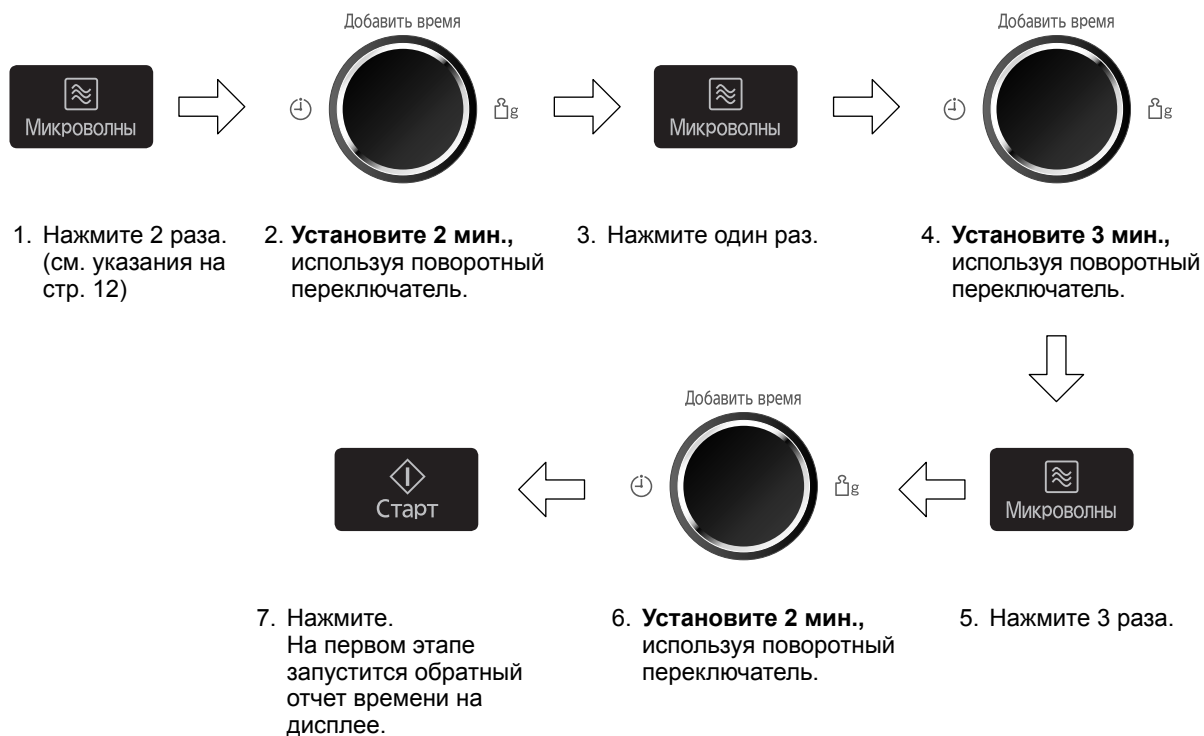 Добавить время
Добавить время
Микроволны
g
Микроволны
g
1. Нажмите 2 раза.
(см. указания на
стр. 12)
2. Установите 2 мин.,
используя поворотный
переключатель.
3. Нажмите один раз.
4. Установите 3 мин.,
используя поворотный
переключатель.
Добавить время
Старт
g
Микроволны
7. Нажмите.
На первом этапе
запустится обратный
отчет времени на
дисплее.
6. Установите 2 мин.,
используя поворотный
переключатель.
5. Нажмите 3 раза.